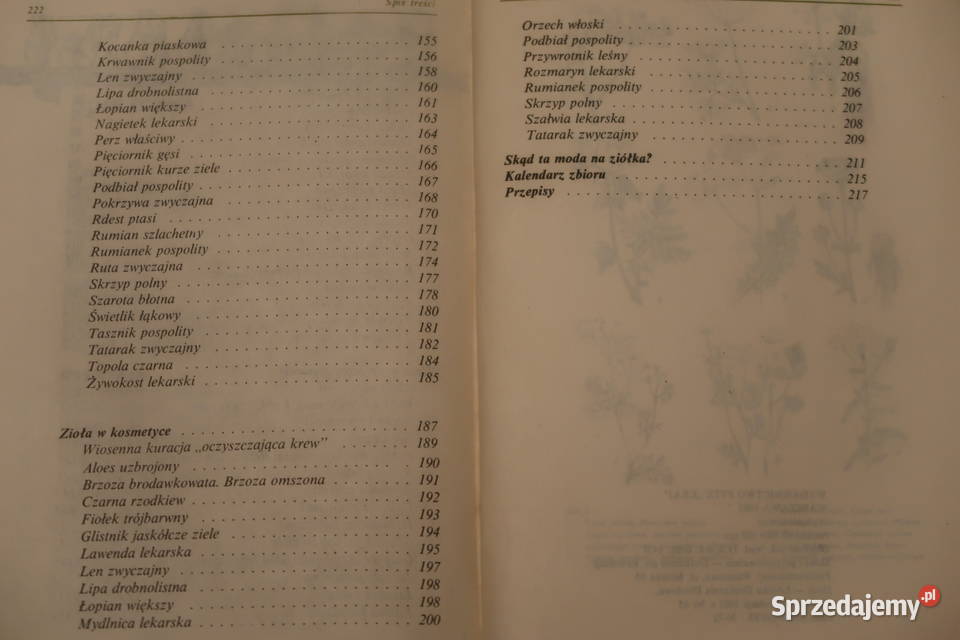 222
Spis treści
Kocanka piaskowa . . . . . . . . . . . . . . . 155
Krwawnik pospolity . . . . . . . . . . . . . . . 156
Len zwyczajny . . . . . . . . . . . . . . . 158
Lipa drobnolistna . . . . . . . . . . . . . . . 160
Łopian większy . . . . . . . . . . . . . . . 161
Nagietek lekarski . . . . . . . . . . . . . . . 163
Perz właściwy . . . . . . . . . . . . . . . 164
Pięciornik gęsi . . . . . . . . . . . . . . . 165
Pięciornik kurze ziele . . . . . . . . . . . . . . . 166
Podbiał pospolity . . . . . . . . . . . . . . . 167
Pokrzywa zwyczajna . . . . . . . . . . . . . . . 168
Rdest ptasi . . . . . . . . . . . . . . . 170
Rumian szlachetny . . . . . . . . . . . . . . . 171
Rumianek pospolity . . . . . . . . . . . . . . . 172
Ruta zwyczajna . . . . . . . . . . . . . . . 174
Skrzyp polny . . . . . . . . . . . . . . . 177
Szarota błotna . . . . . . . . . . . . . . . 178
Świetlik łąkowy . . . . . . . . . . . . . . . 180
Tasznik pospolity . . . . . . . . . . . . . . . 181
Tatarak zwyczajny . . . . . . . . . . . . . . . 182
Topola czarna . . . . . . . . . . . . . . . 184
Żywokost lekarski . . . . . . . . . . . . . . . 185
Zioła w kosmetyce . . . . . . . . . . . . . . . 187
Wiosenna kuracja „oczyszczająca krew” . . . . . . . 189
Aloes uzbrojony . . . . . . . . . . . . . . . 190
Brzoza brodawkowata. Brzoza omszona . . . . . . . 191
Czarna rzodkiew . . . . . . . . . . . . . . . 192
Fiołek trójbarwny . . . . . . . . . . . . . . . 193
Glistnik jaskółcze ziele . . . . . . . . . . . . . . . 194
Lawenda lekarska . . . . . . . . . . . . . . . 195
Len zwyczajny . . . . . . . . . . . . . . . 197
Lipa drobnolistna . . . . . . . . . . . . . . . 198
Łopian większy . . . . . . . . . . . . . . . 198
Mydlnica lekarska . . . . . . . . . . . . . . . 200
Orzech włoski . . . . . . . . . . . . . . . 201
Podbiał pospolity . . . . . . . . . . . . . . . 203
Przywrotnik leśny . . . . . . . . . . . . . . . 204
Rozmaryn lekarski . . . . . . . . . . . . . . . 205
Rumianek pospolity . . . . . . . . . . . . . . . 206
Skrzyp polny . . . . . . . . . . . . . . . 207
Szałwia lekarska . . . . . . . . . . . . . . . 208
Tatarak zwyczajny . . . . . . . . . . . . . . . 209
Skąd ta moda na ziółka? . . . . . . . . . . . . . . . 211
Kalendarz zbioru . . . . . . . . . . . . . . . 215
Przepisy . . . . . . . . . . . . . . . 217
Sprzedajemy.pl